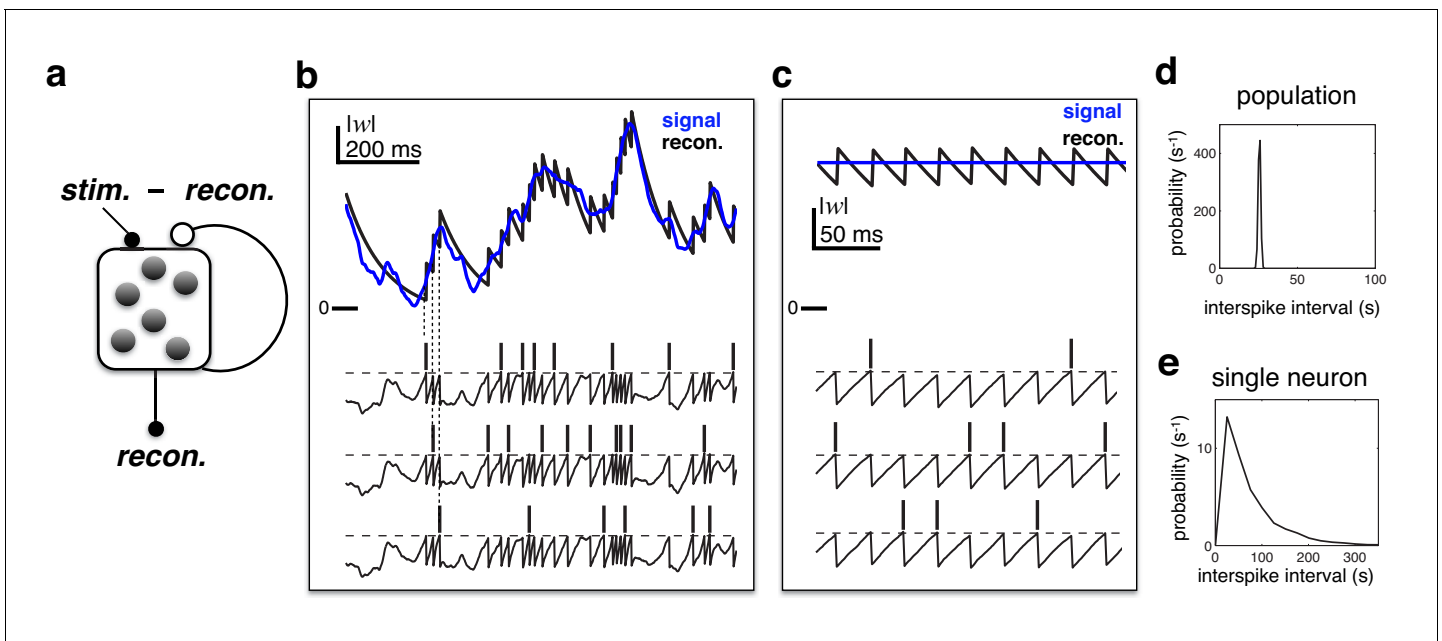 a
stim. – recon.
recon.
b
|w|
200 ms
signal
recon.
0
c
signal
recon.
|w|
50 ms
0
d
population
probability (s-1)
400
200
0
0 50 100
interspike interval (s)
e
single neuron
probability (s-1)
10
0
0 100 200 300
interspike interval (s)